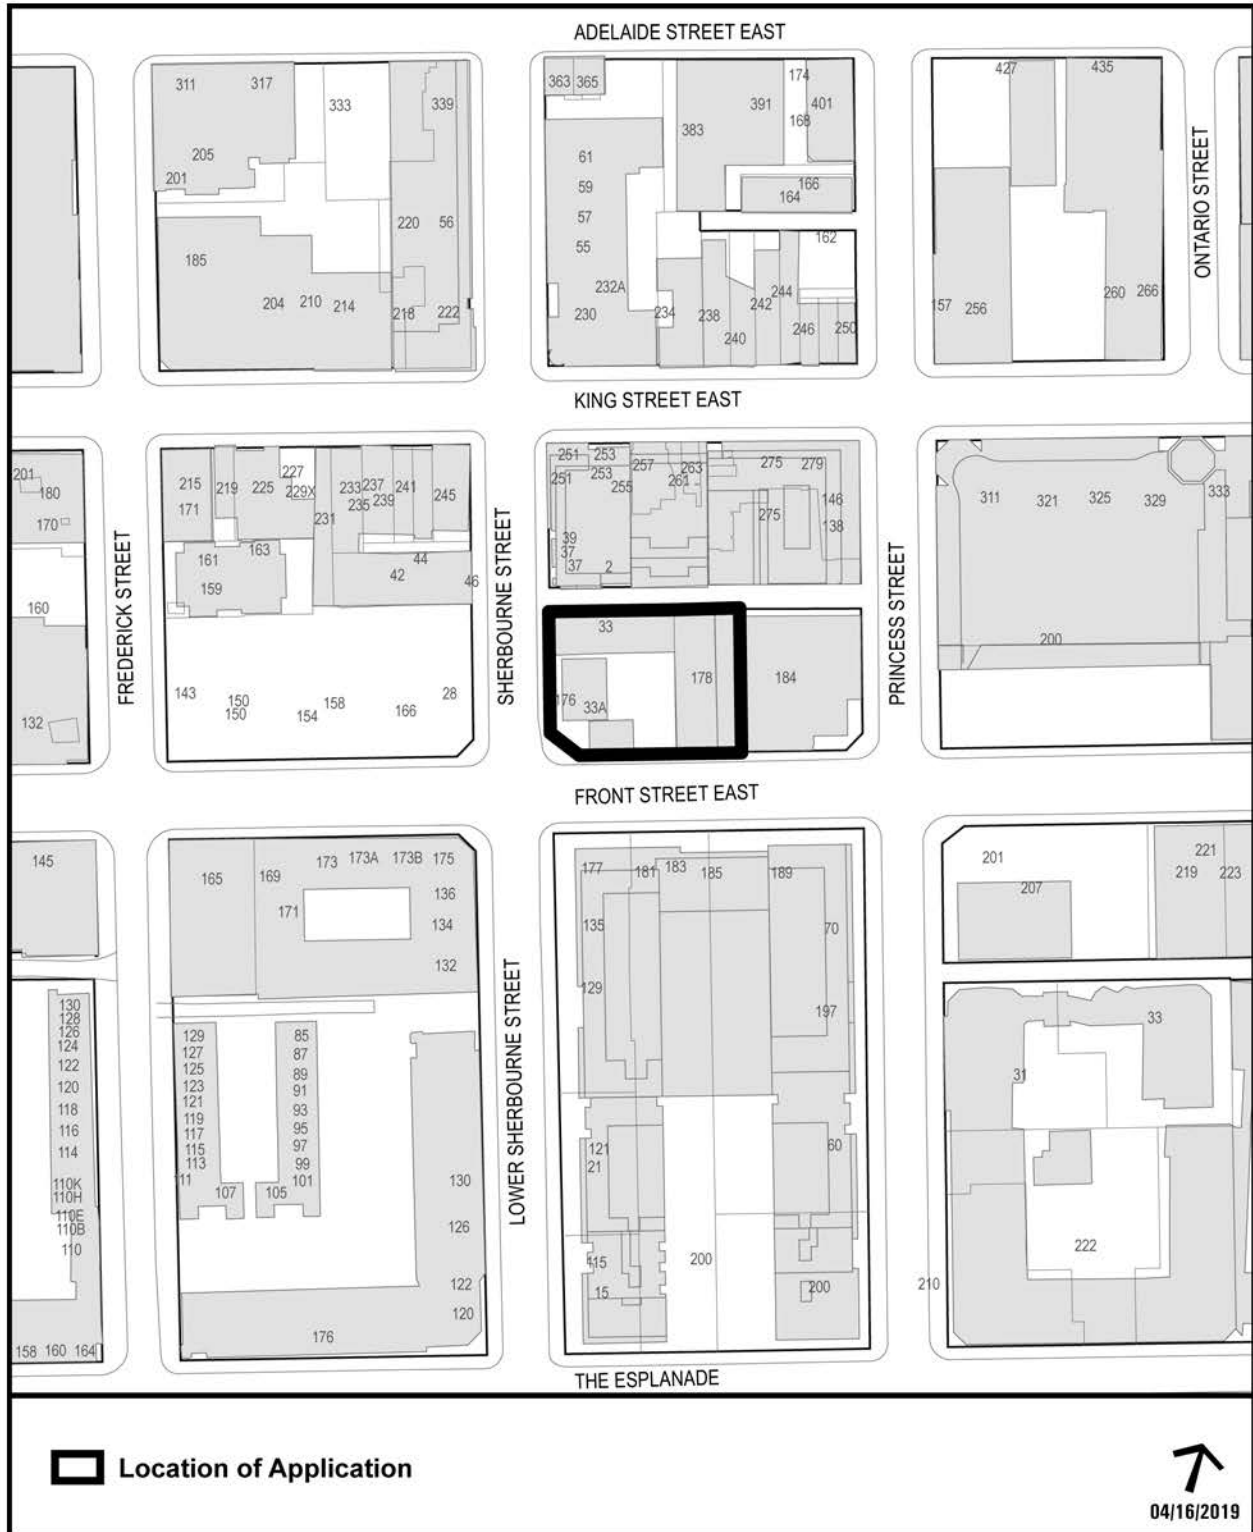 ADELAIDE STREET EAST
311 317 333 339
205
201
220 56
185
204 210 214 218 222
363 365
383 391 174 401
168
61
59
57
55
166
164
162
232A
230 234 238 240 242 244 246 250
427 435
157 256 260 266
ONTARIO STREET
KING STREET EAST
201
180
170
160
132
FREDERICK STREET
215 219 225 227 229X 231 233 237 241 245
171 235 239
161 163
159
42 44 46
143 150 154 158 166 28
150
SHERBOURNE STREET
251 253 257 263 275 279
251 253 255 261 275 146
138
39
37
37 2
33
176 33A 178 184
PRINCESS STREET
311 321 325 329 333
200
FRONT STREET EAST
145
165 169 173 173A 173B 175
171 136
134
132
177 181 183 185 189
135 70
129 197
201 207 219 221 223
LOWER SHERBOURNE STREET
130
128
126
124
122
120
118
116
114
110K
110H
110E
110B
110
158 160 164
129 85
127 87
125 89
123 91
121 93
119 95
117 97
115 99
113 101
111 107 105
130
126
122
120
176
121 60
21
115 200 200
15
33
31
222
210
THE ESPLANADE
Location of Application
04/16/2019